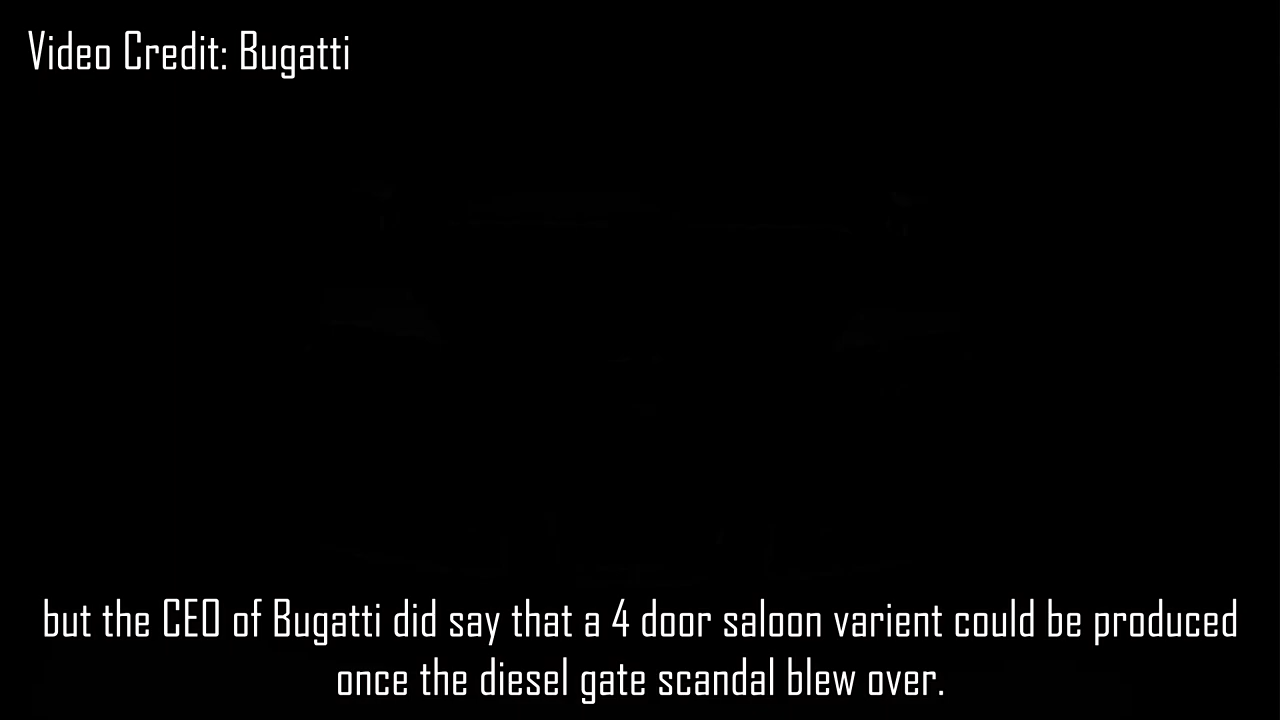 Video Credit: Bugatti
but the CEO of Bugatti did say that a 4 door saloon varient could be produced
once the diesel gate scandal blew over.